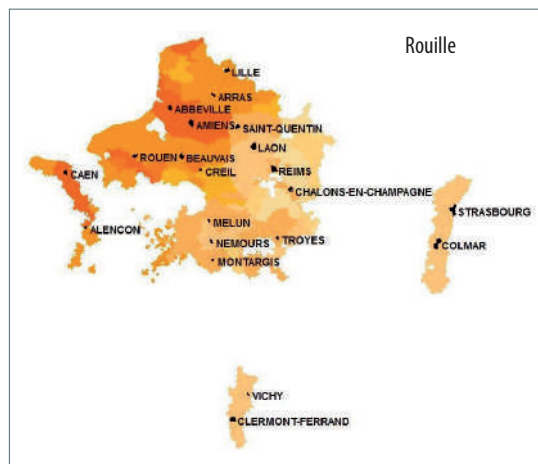 Rouille
LILLE
ARRAS
ABBEVILLE
AMIENS
SAINT-QUENTIN
LAON
ROUEN
BEAUVAIS
CREIL
REIMS
CAEN
CHALONS-EN-CHAMPAGNE
STRASBOURG
ALENCON
MELUN
NEMOURS
TROYES
COLMAR
MONTARGIS
VICHY
CLERMONT-FERRAND